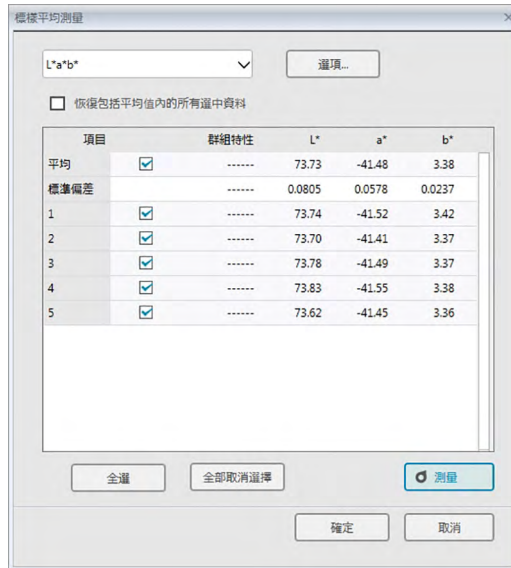 標樣平均測量
L*a*b* 選項...
恢復包括平均值內的所有選中資料
項目 群組特性 L* a* b*
平均 ------ 73.73 -41.48 3.38
標準偏差 ------ 0.0805 0.0578 0.0237
1 ------ 73.74 -41.52 3.42
2 ------ 73.70 -41.41 3.37
3 ------ 73.78 -41.49 3.37
4 ------ 73.83 -41.55 3.38
5 ------ 73.62 -41.45 3.36
全選 全部取消選擇 測量
確定 取消